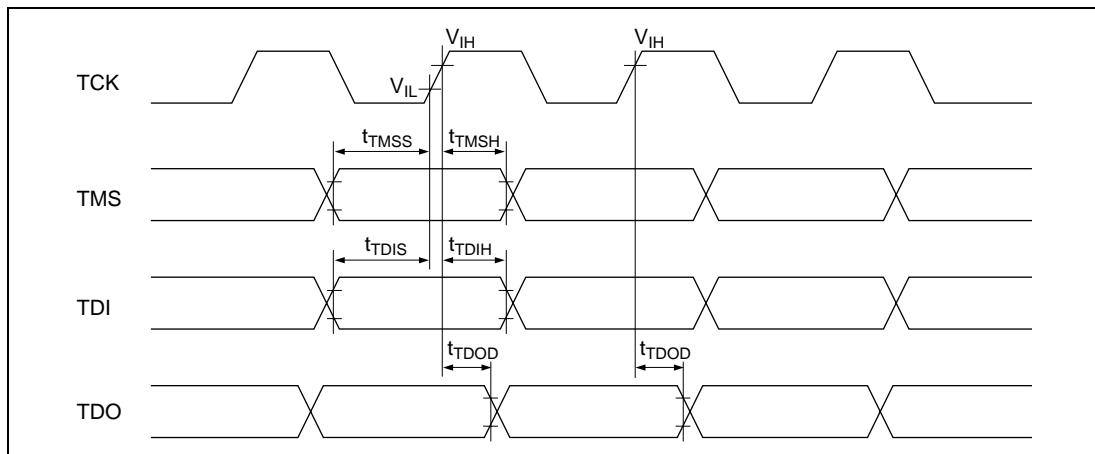 V_IH V_IH
TCK
V_IL
t_TMSS t_TMSH
TMS
t_TDIS t_TDIH
TDI
t_TDOD t_TDOD
TDO